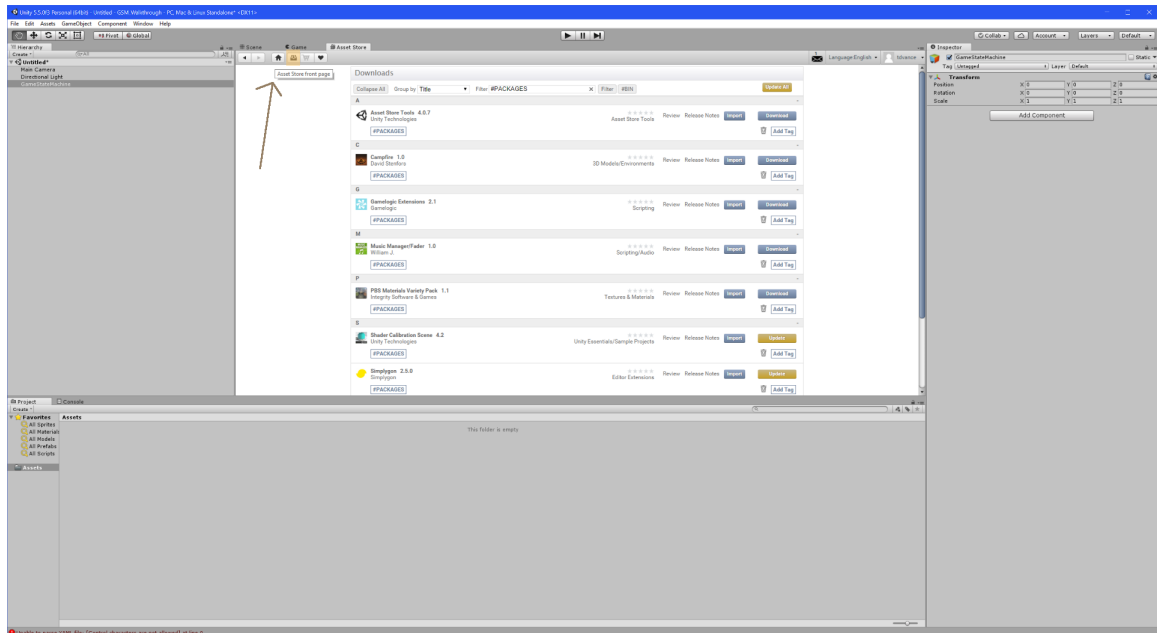 Unity 5.5.0f3 Personal (64bit) - Untitled - GSM Walkthrough - PC, Mac & Linux Standalone* <DX11>
File Edit Assets GameObject Component Window Help
Pivot Global Collab Account Layers Default
Hierarchy
Create
Untitled*
Main Camera
Directional Light
GameStateMachine
Scene Game Asset Store
Language:English
Asset Store front page
Downloads
Collapse All Group by Title Filter #PACKAGES × Filter #BIN Update All
A
Asset Store Tools 4.0.7 Asset Store Tools Review Release Notes Import Download
Unity Technologies
#PACKAGES Add Tag
C
Campfire 1.0 3D Models/Environments Review Release Notes Import Download
David Stenfors
#PACKAGES Add Tag
G
Gamelogic Extensions 2.1 Scripting Review Release Notes Import Download
Gamelogic
#PACKAGES Add Tag
M
Music Manager/Fader 1.0 Scripting/Audio Review Release Notes Import Download
William J.
#PACKAGES Add Tag
P
PBS Materials Variety Pack 1.1 Textures & Materials Review Release Notes Import Download
Integrity Software & Games
#PACKAGES Add Tag
S
Shader Calibration Scene 4.2 Unity Essentials/Sample Projects Review Release Notes Import Update
Unity Technologies
#PACKAGES Add Tag
Simplygon 2.5.0 Editor Extensions Review Release Notes Import Update
Simplygon
#PACKAGES Add Tag
Inspector
GameStateMachine Static
Tag Untagged Layer Default
Transform
Position X 0 Y 0 Z 0
Rotation X 0 Y 0 Z 0
Scale X 1 Y 1 Z 1
Add Component
Project Console
Create
Favorites
All Sprites
All Materials
All Models
All Prefabs
All Scripts
Assets
Assets
This folder is empty